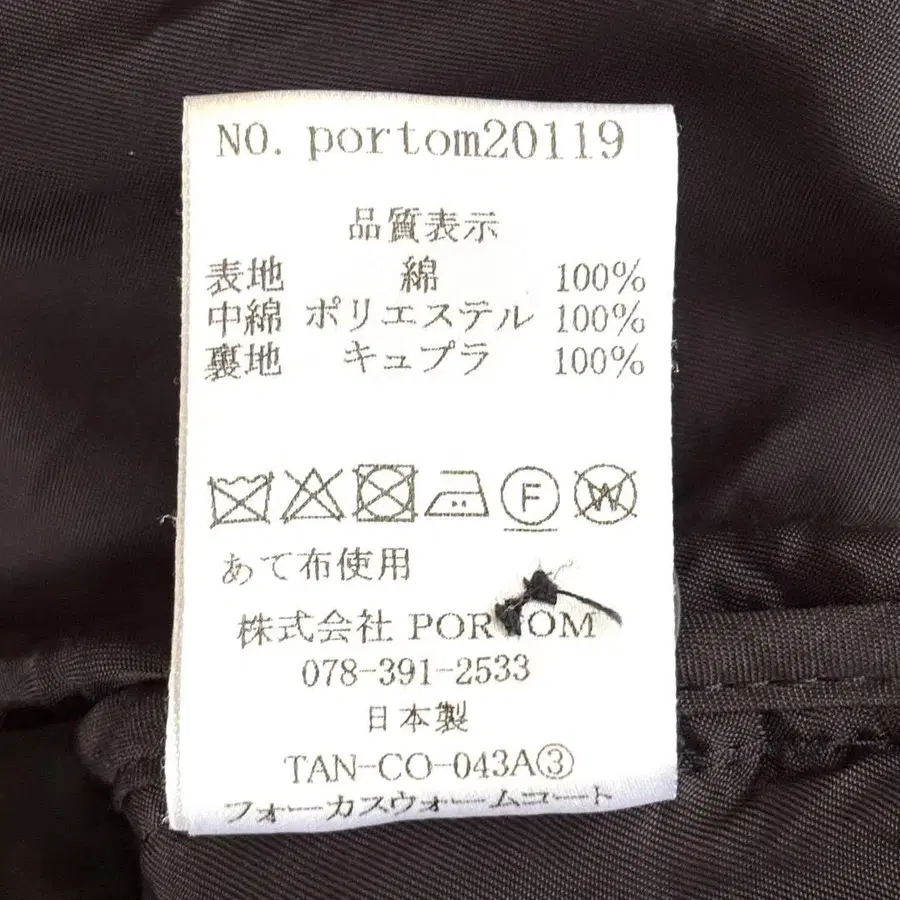 NO. portom20119
品質表示
表地 綿 100%
中綿 ポリエステル 100%
裏地 キュプラ 100%
F W
あて布使用
株式会社 PORTOM
078-391-2533
日本製
TAN-CO-043A③
フォーカスウォームコート